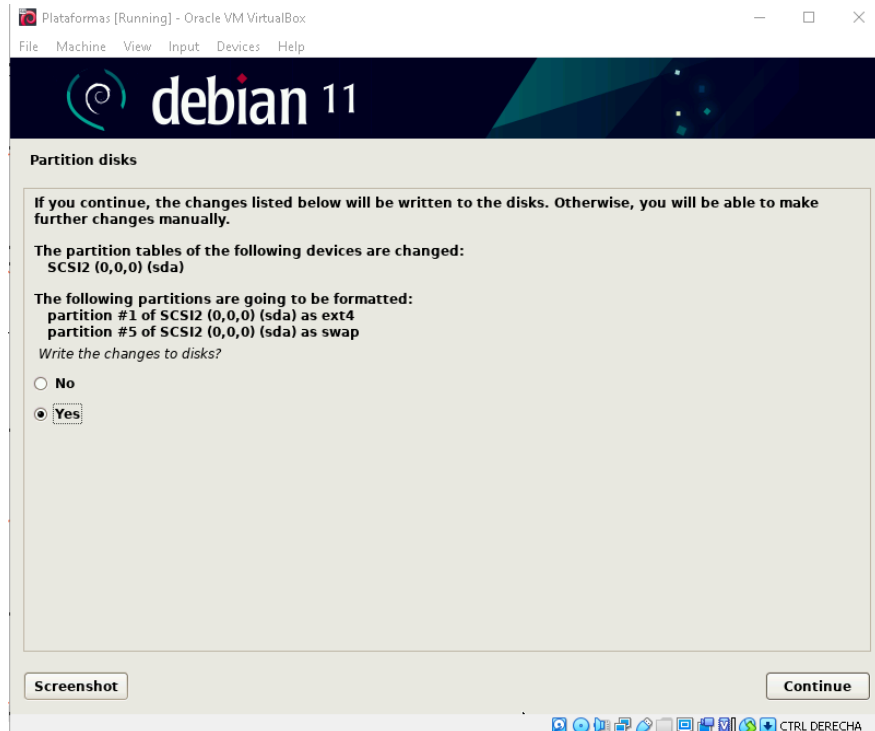 Plataformas [Running] - Oracle VM VirtualBox
File Machine View Input Devices Help
debian 11
Partition disks
If you continue, the changes listed below will be written to the disks. Otherwise, you will be able to make
further changes manually.
The partition tables of the following devices are changed:
SCSI2 (0,0,0) (sda)
The following partitions are going to be formatted:
partition #1 of SCSI2 (0,0,0) (sda) as ext4
partition #5 of SCSI2 (0,0,0) (sda) as swap
Write the changes to disks?
No
Yes
Screenshot
Continue
CTRL DERECHA